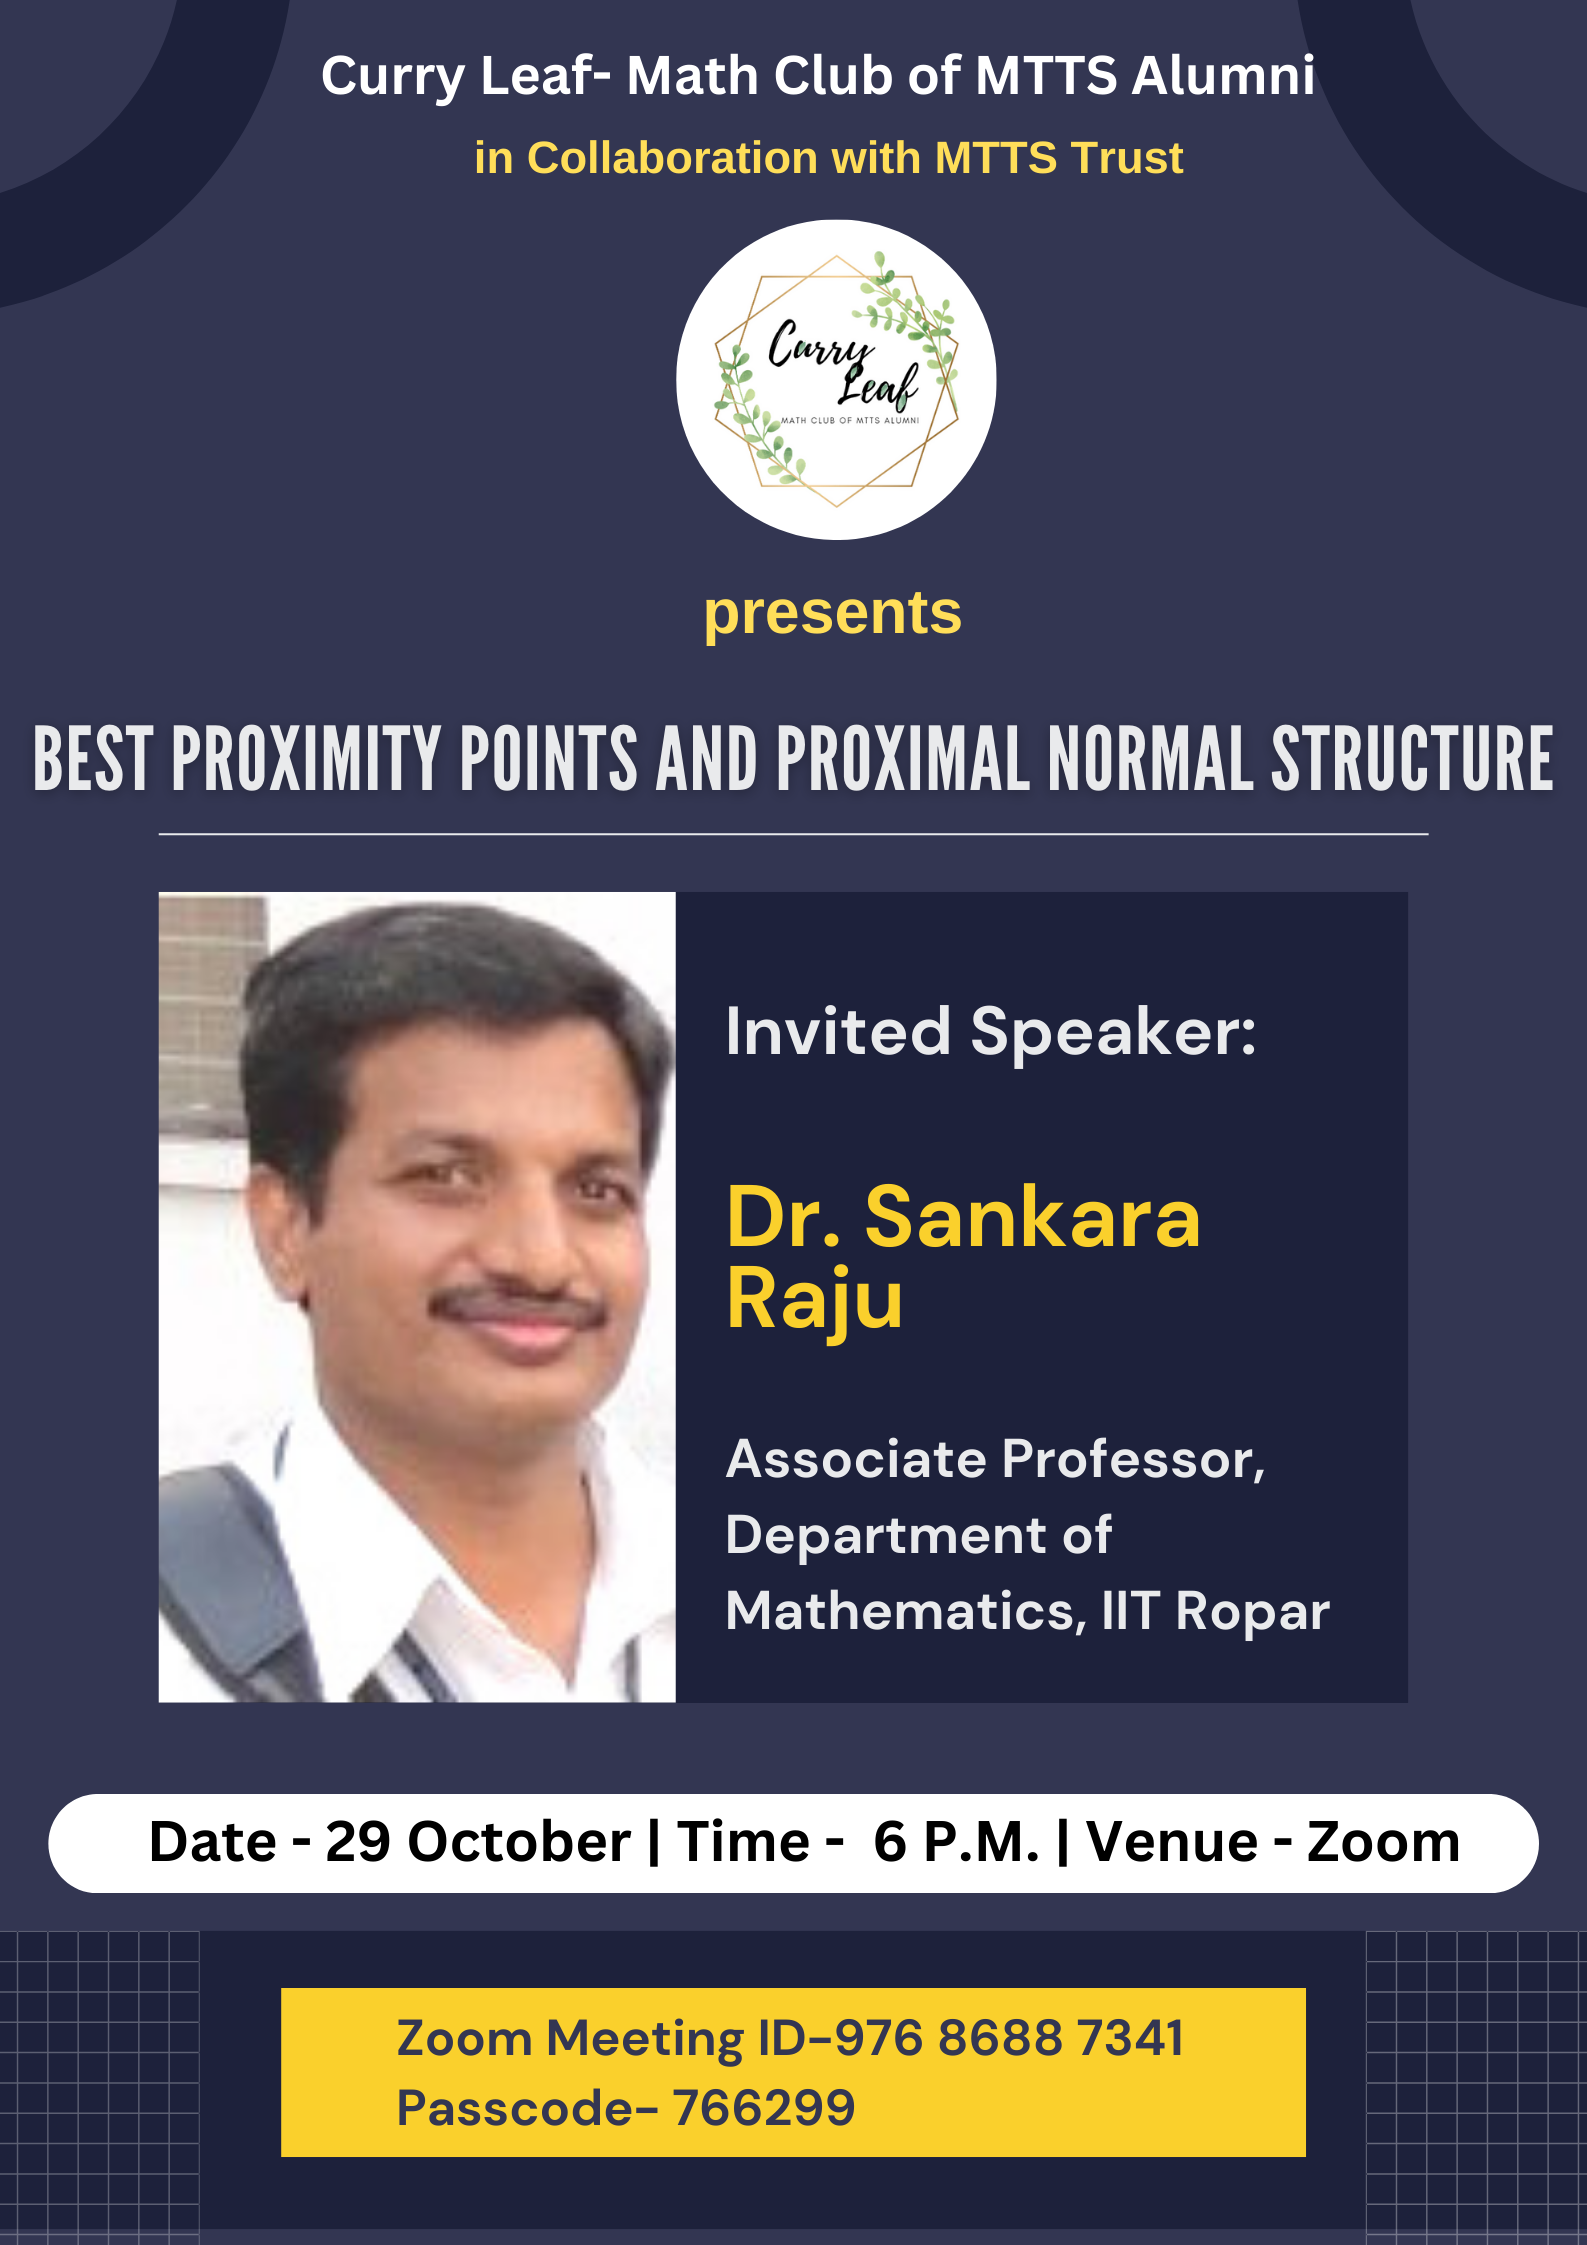 Curry Leaf- Math Club of MTTS Alumni
in Collaboration with MTTS Trust
Curry
Leaf
MATH CLUB OF MTTS ALUMNI
presents
BEST PROXIMITY POINTS AND PROXIMAL NORMAL STRUCTURE
Invited Speaker:
Dr. Sankara
Raju
Associate Professor,
Department of
Mathematics, IIT Ropar
Date - 29 October | Time - 6 P.M. | Venue - Zoom
Zoom Meeting ID-976 8688 7341
Passcode- 766299